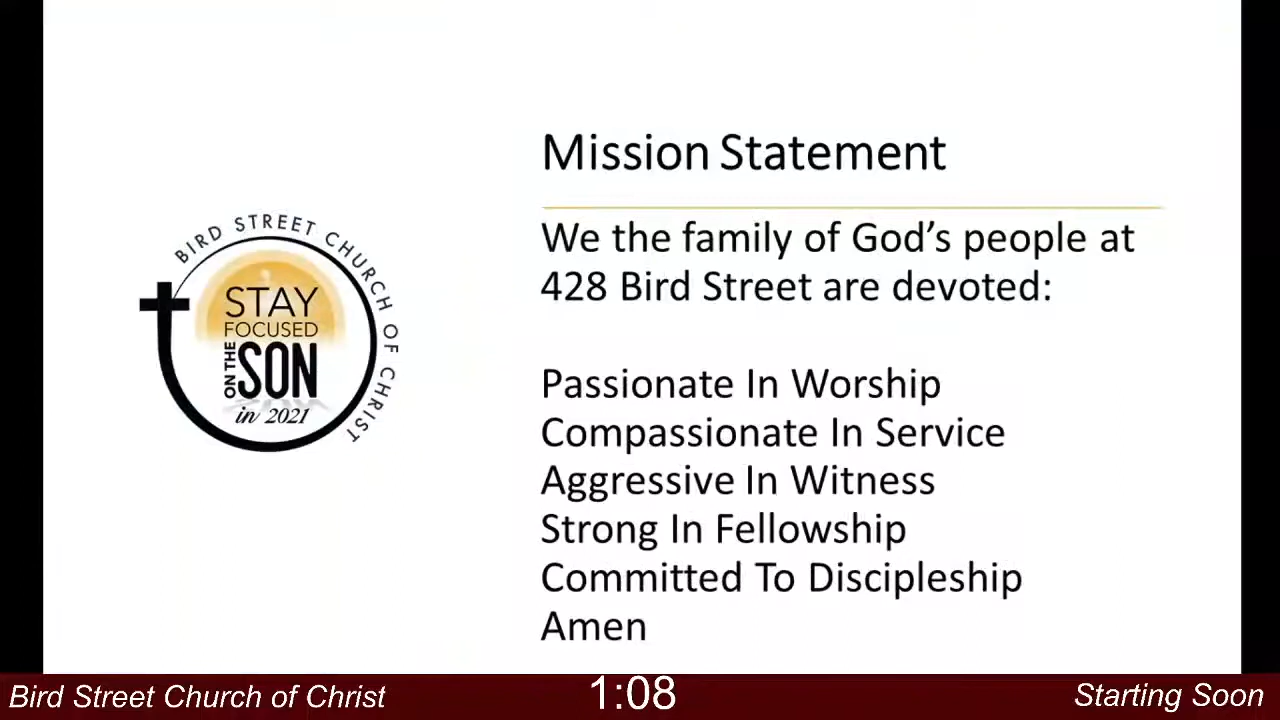 BIRD STREET CHURCH OF CHRIST
STAY
FOCUSED
ON THE
SON
in 2021
Mission Statement
We the family of God's people at
428 Bird Street are devoted:
Passionate In Worship
Compassionate In Service
Aggressive In Witness
Strong In Fellowship
Committed To Discipleship
Amen
Bird Street Church of Christ
1:08
Starting Soon